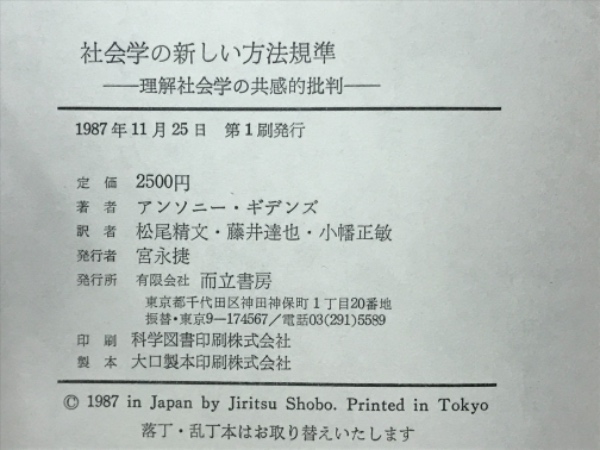 社会学の新しい方法規準
——理解社会学の共感的批判——
1987年11月25日 第1刷発行
定 価 2500円
著 者 アンソニー・ギデンズ
訳 者 松尾精文・藤井達也・小幡正敏
発行者 宮永捷
発行所 有限会社 而立書房
東京都千代田区神田神保町1丁目20番地
振替・東京9-174567／電話03(291)5589
印 刷 科学図書印刷株式会社
製 本 大口製本印刷株式会社
© 1987 in Japan by Jiritsu Shobo. Printed in Tokyo
落丁・乱丁本はお取り替えいたします